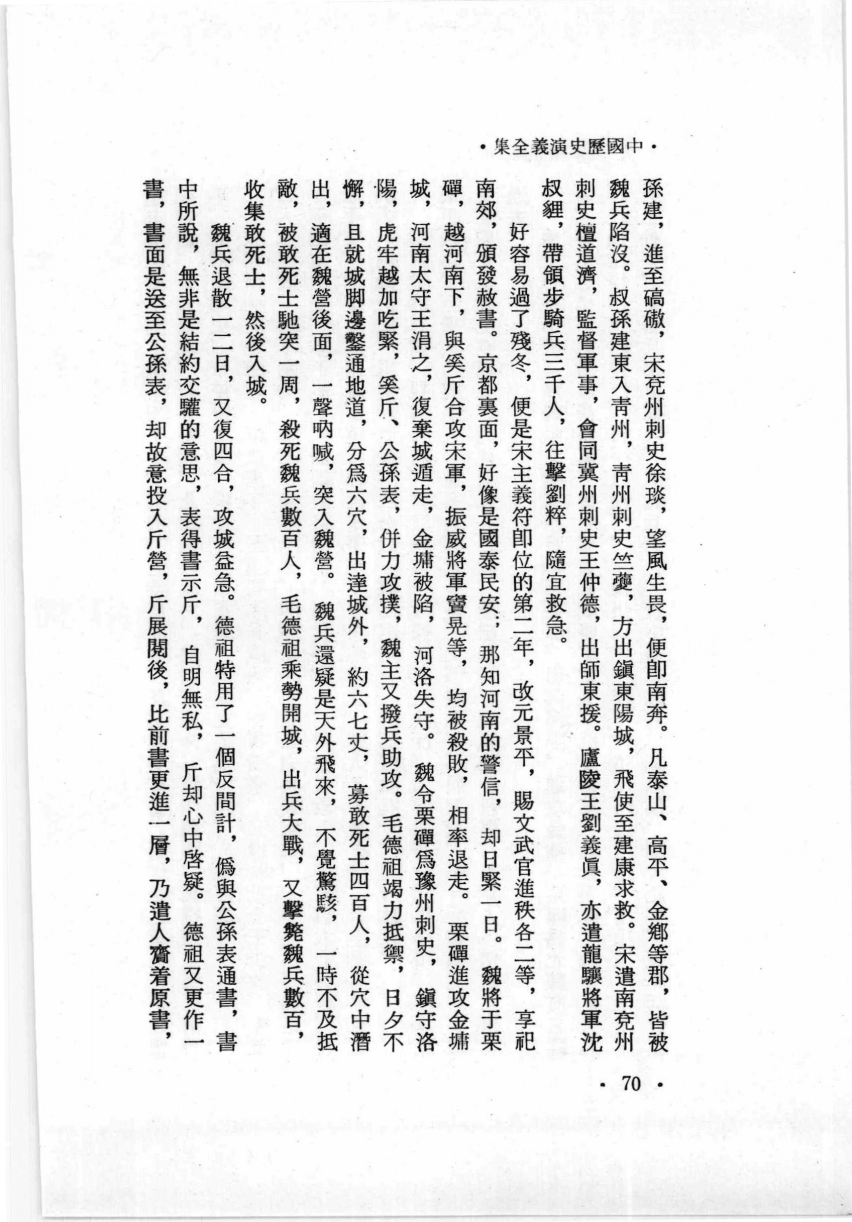 •中國歷史演義全集•
孫建，進至碻磝，宋兗州刺史徐琰，望風生畏，便卽南奔。凡泰山、高平、金鄉等郡，皆被
魏兵陷沒。叔孫建東入靑州，靑州刺史竺夔，方出鎭東陽城，飛使至建康求救。宋遣南兗州
刺史檀道濟，監督軍事，會同冀州刺史王仲德，出師東援。廬陵王劉義眞，亦遣龍驤將軍沈
叔貍，帶領步騎兵三千人，往擊劉粹，隨宜救急。
好容易過了殘冬，便是宋主義符卽位的第二年，改元景平，賜文武官進秩各二等，享祀
南郊，頒發赦書。京都裏面，好像是國泰民安；那知河南的警信，却日緊一日。魏將于栗
磾，越河南下，與奚斤合攻宋軍，振威將軍竇晃等，均被殺敗，相率退走。栗磾進攻金墉
城，河南太守王涓之，復棄城遁走，金墉被陷，河洛失守。魏令栗磾爲豫州刺史，鎭守洛
陽，虎牢越加吃緊，奚斤、公孫表，併力攻撲，魏主又撥兵助攻。毛德祖竭力抵禦，日夕不
懈，且就城脚邊鑿通地道，分爲六穴，出達城外，約六七丈，募敢死士四百人，從穴中潛
出，適在魏營後面，一聲吶喊，突入魏營。魏兵還疑是天外飛來，不覺驚駭，一時不及抵
敵，被敢死士馳突一周，殺死魏兵數百人，毛德祖乘勢開城，出兵大戰，又擊斃魏兵數百，
收集敢死士，然後入城。
魏兵退散一二日，又復四合，攻城益急。德祖特用了一個反間計，僞與公孫表通書，書
中所說，無非是結約交驩的意思，表得書示斤，自明無私，斤却心中啓疑。德祖又更作一
書，書面是送至公孫表，却故意投入斤營，斤展閱後，比前書更進一層，乃遣人齎着原書，
•70•